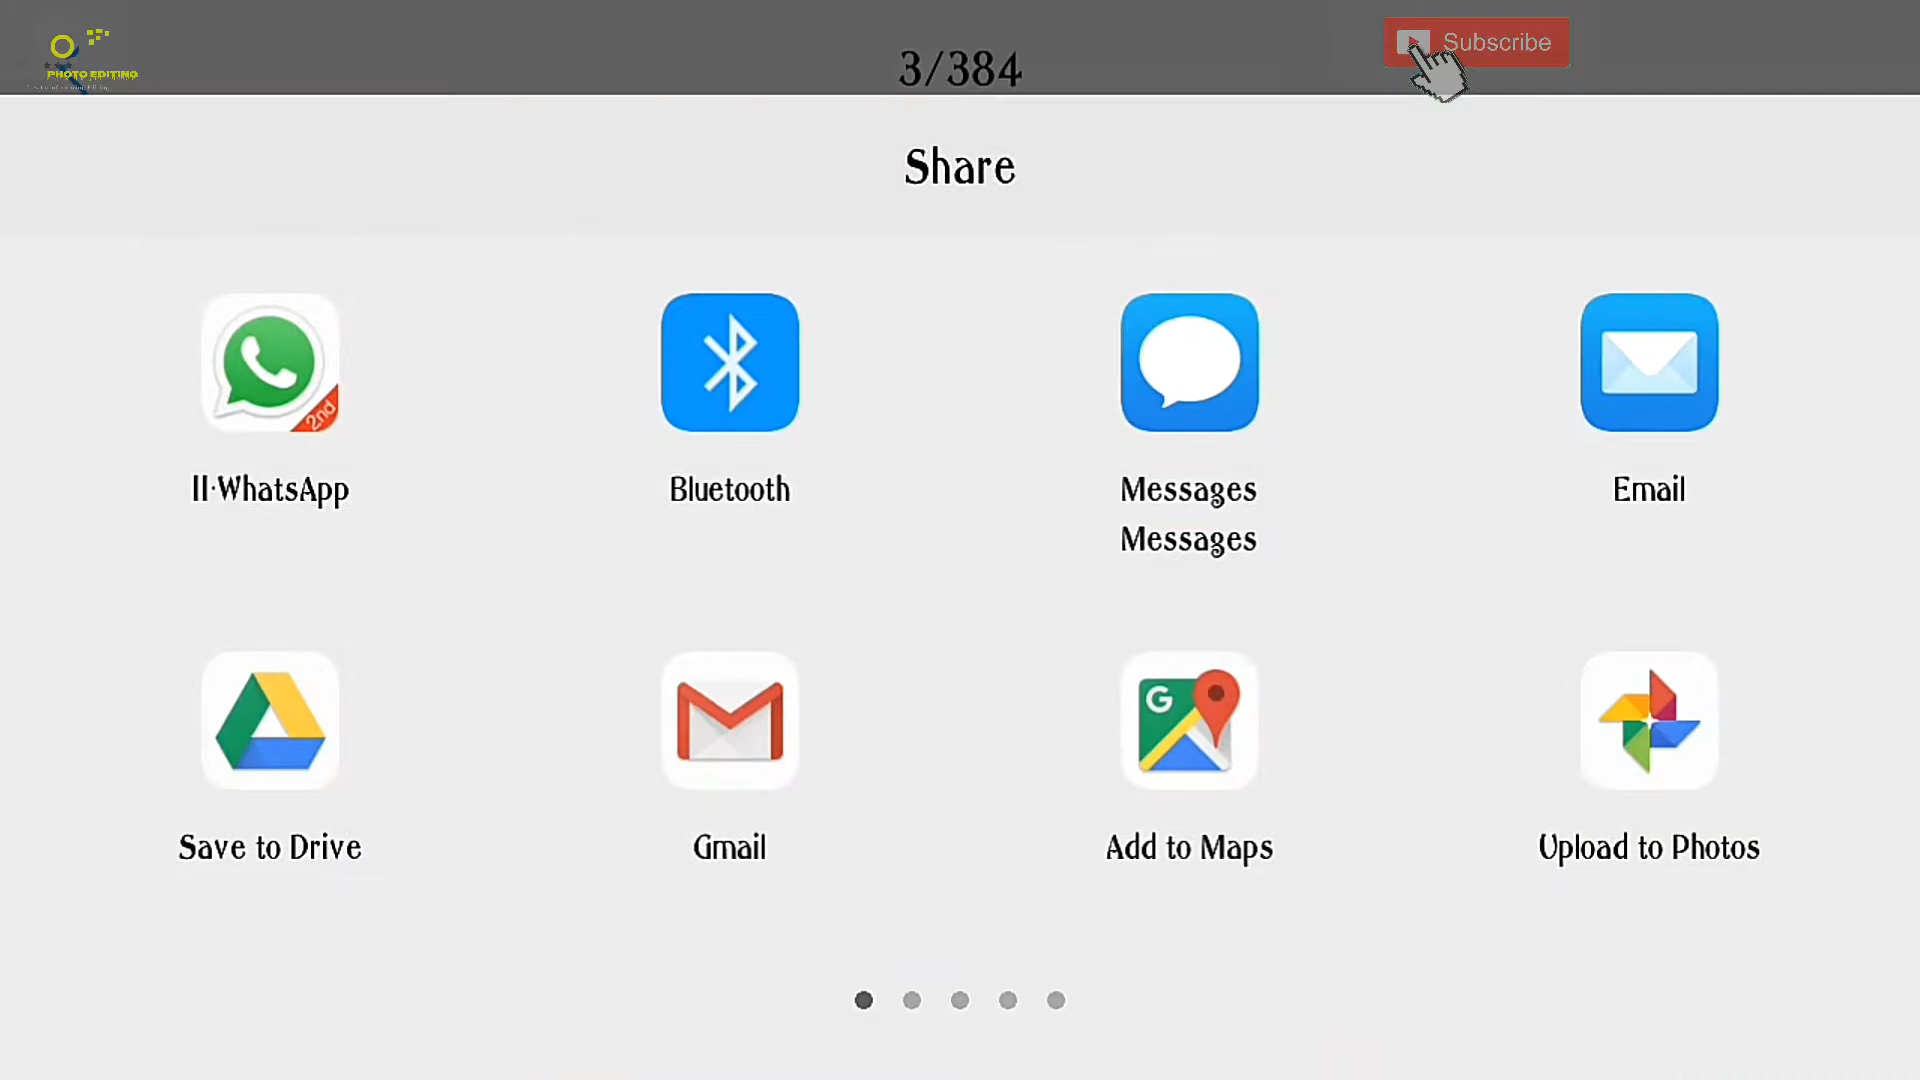 PHOTO EDITING
3/384
Subscribe
Share
2nd
II·WhatsApp
Bluetooth
Messages
Messages
Email
G
Save to Drive
Gmail
Add to Maps
Upload to Photos